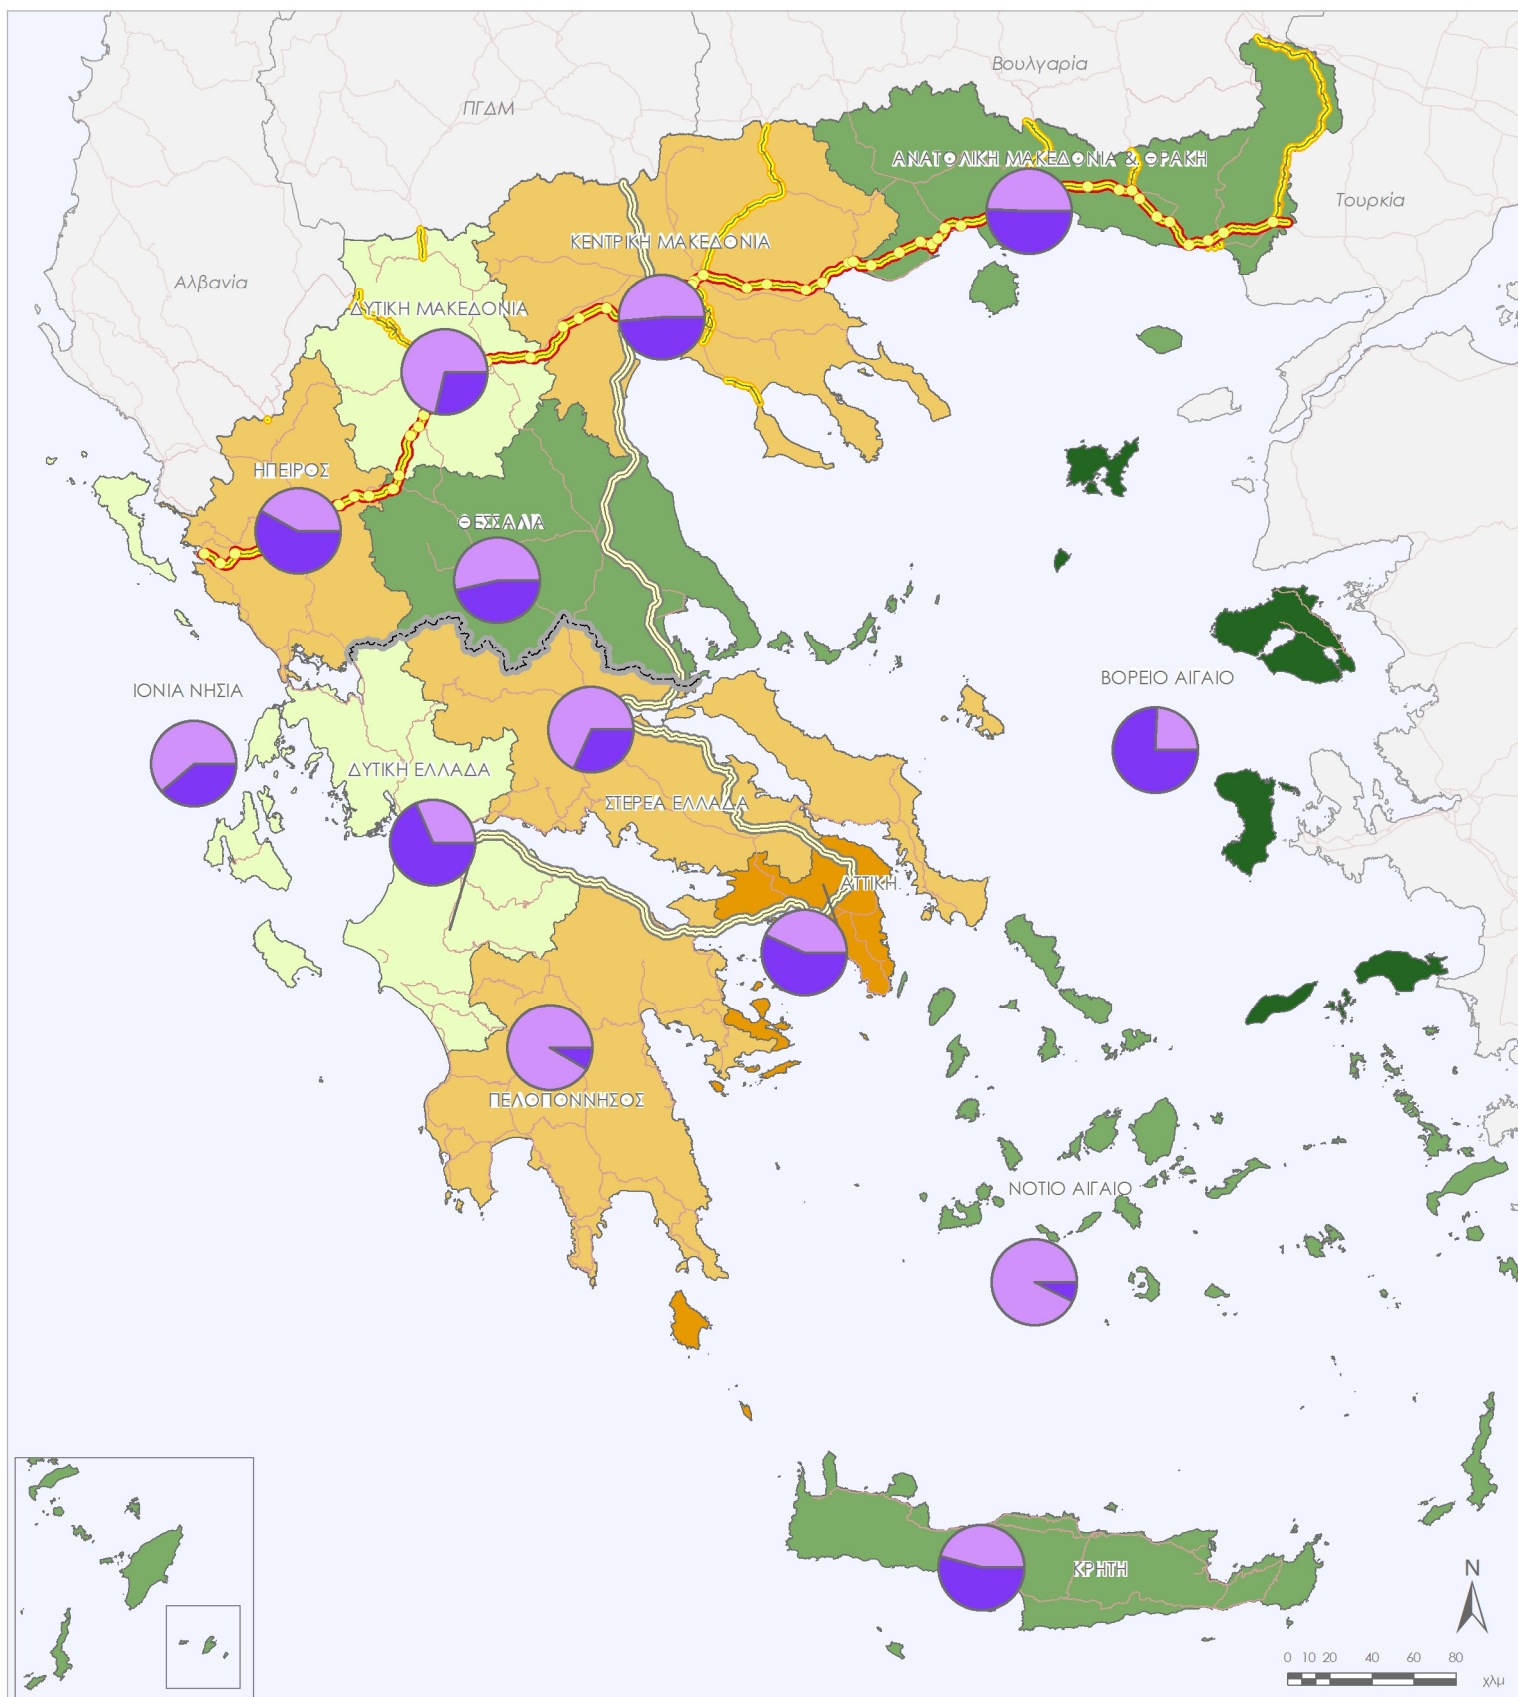 Βουλγαρία
ΠΓΔΜ
ΑΝΑΤΟΛΙΚΗ ΜΑΚΕΔΟΝΙΑ & ΘΡΑΚΗ
Τουρκία
ΚΕΝΤΡΙΚΗ ΜΑΚΕΔΟΝΙΑ
Αλβανία
ΔΥΤΙΚΗ ΜΑΚΕΔΟΝΙΑ
ΗΠΕΙΡΟΣ
ΘΕΣΣΑΛΙΑ
ΒΟΡΕΙΟ ΑΙΓΑΙΟ
ΙΟΝΙΑ ΝΗΣΙΑ
ΔΥΤΙΚΗ ΕΛΛΑΔΑ
ΣΤΕΡΕΑ ΕΛΛΑΔΑ
ΑΤΤΙΚΗ
ΠΕΛΟΠΟΝΝΗΣΟΣ
ΝΟΤΙΟ ΑΙΓΑΙΟ
ΚΡΗΤΗ
N
0 10 20 40 60 80
χλμ